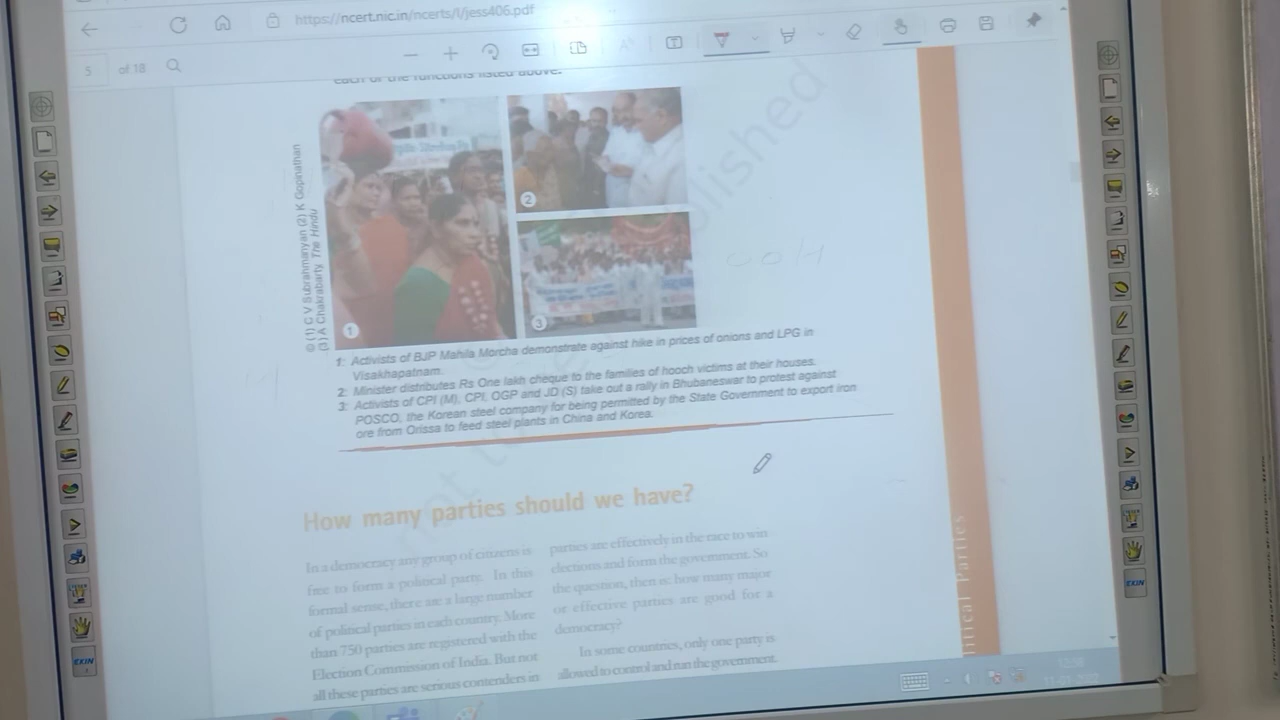 https://ncert.nic.in/ncerts/l/jess406.pdf
5 of 18
each of the functions listed above.
© (1) C V Subrahmanyan (2) K Gopinathan
(3) A Chakrabarty, The Hindu
1
2
3
1: Activists of BJP Mahila Morcha demonstrate against hike in prices of onions and LPG in
Visakhapatnam.
2: Minister distributes Rs One lakh cheque to the families of hooch victims at their houses.
3: Activists of CPI (M), CPI, OGP and JD (S) take out a rally in Bhubaneswar to protest against
POSCO, the Korean steel company for being permitted by the State Government to export iron
ore from Orissa to feed steel plants in China and Korea.
How many parties should we have?
In a democracy any group of citizens is
free to form a political party. In this
formal sense, there are a large number
of political parties in each country. More
than 750 parties are registered with the
Election Commission of India. But not
all these parties are serious contenders in
parties are effectively in the race to win
elections and form the government. So
the question, then is: how many major
or effective parties are good for a
democracy?
In some countries, only one party is
allowed to control and run the government.
itical Parties
not
published
EXIN
EXIN